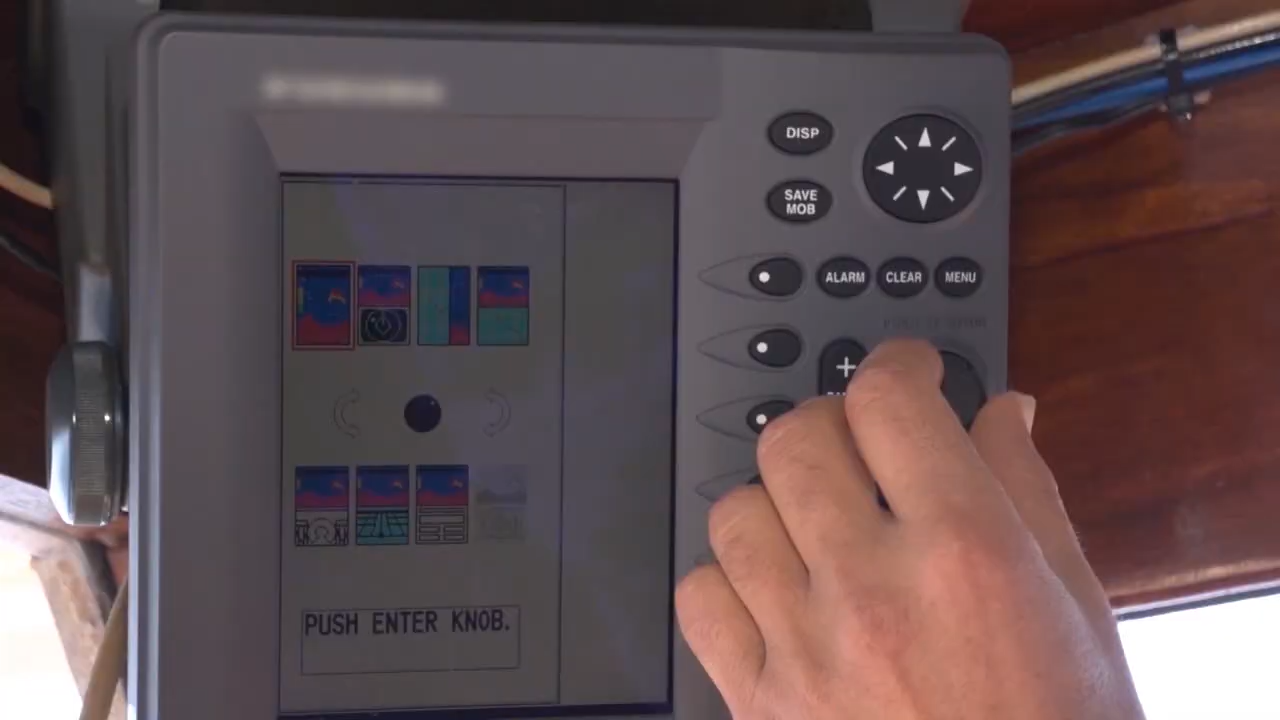 DISP
SAVE
MOB
ALARM
CLEAR
MENU
+
PUSH ENTER KNOB.